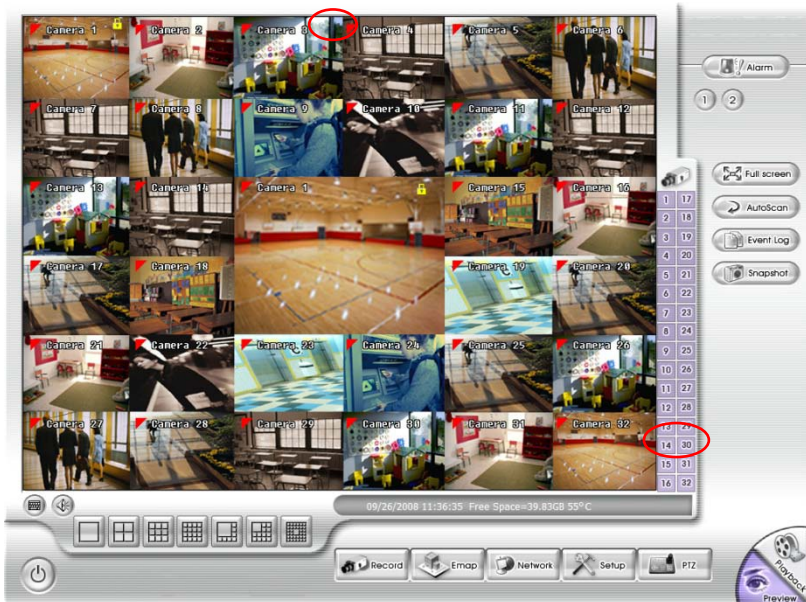 Camera 1 Camera 2 Camera 3 Camera 4 Camera 5 Camera 6
Alarm
1 2
Camera 7 Camera 8 Camera 9 Camera 10 Camera 11 Camera 12
Full screen
Camera 13 Camera 14 Camera 1 Camera 15 Camera 16
1 17
AutoScan
2 18
3 19
Event Log
4 20
Camera 17 Camera 18 Camera 19 Camera 20
5 21
Snapshot
6 22
7 23
8 24
Camera 21 Camera 22 Camera 23 Camera 24 Camera 25 Camera 26
9 25
10 26
11 27
12 28
Camera 27 Camera 28 Camera 29 Camera 30 Camera 31 Camera 32
13 29
14 30
15 31
16 32
09/26/2008 11:36:35 Free Space=39.83GB 55°C
Record Emap Network Setup PTZ
Playback
Preview